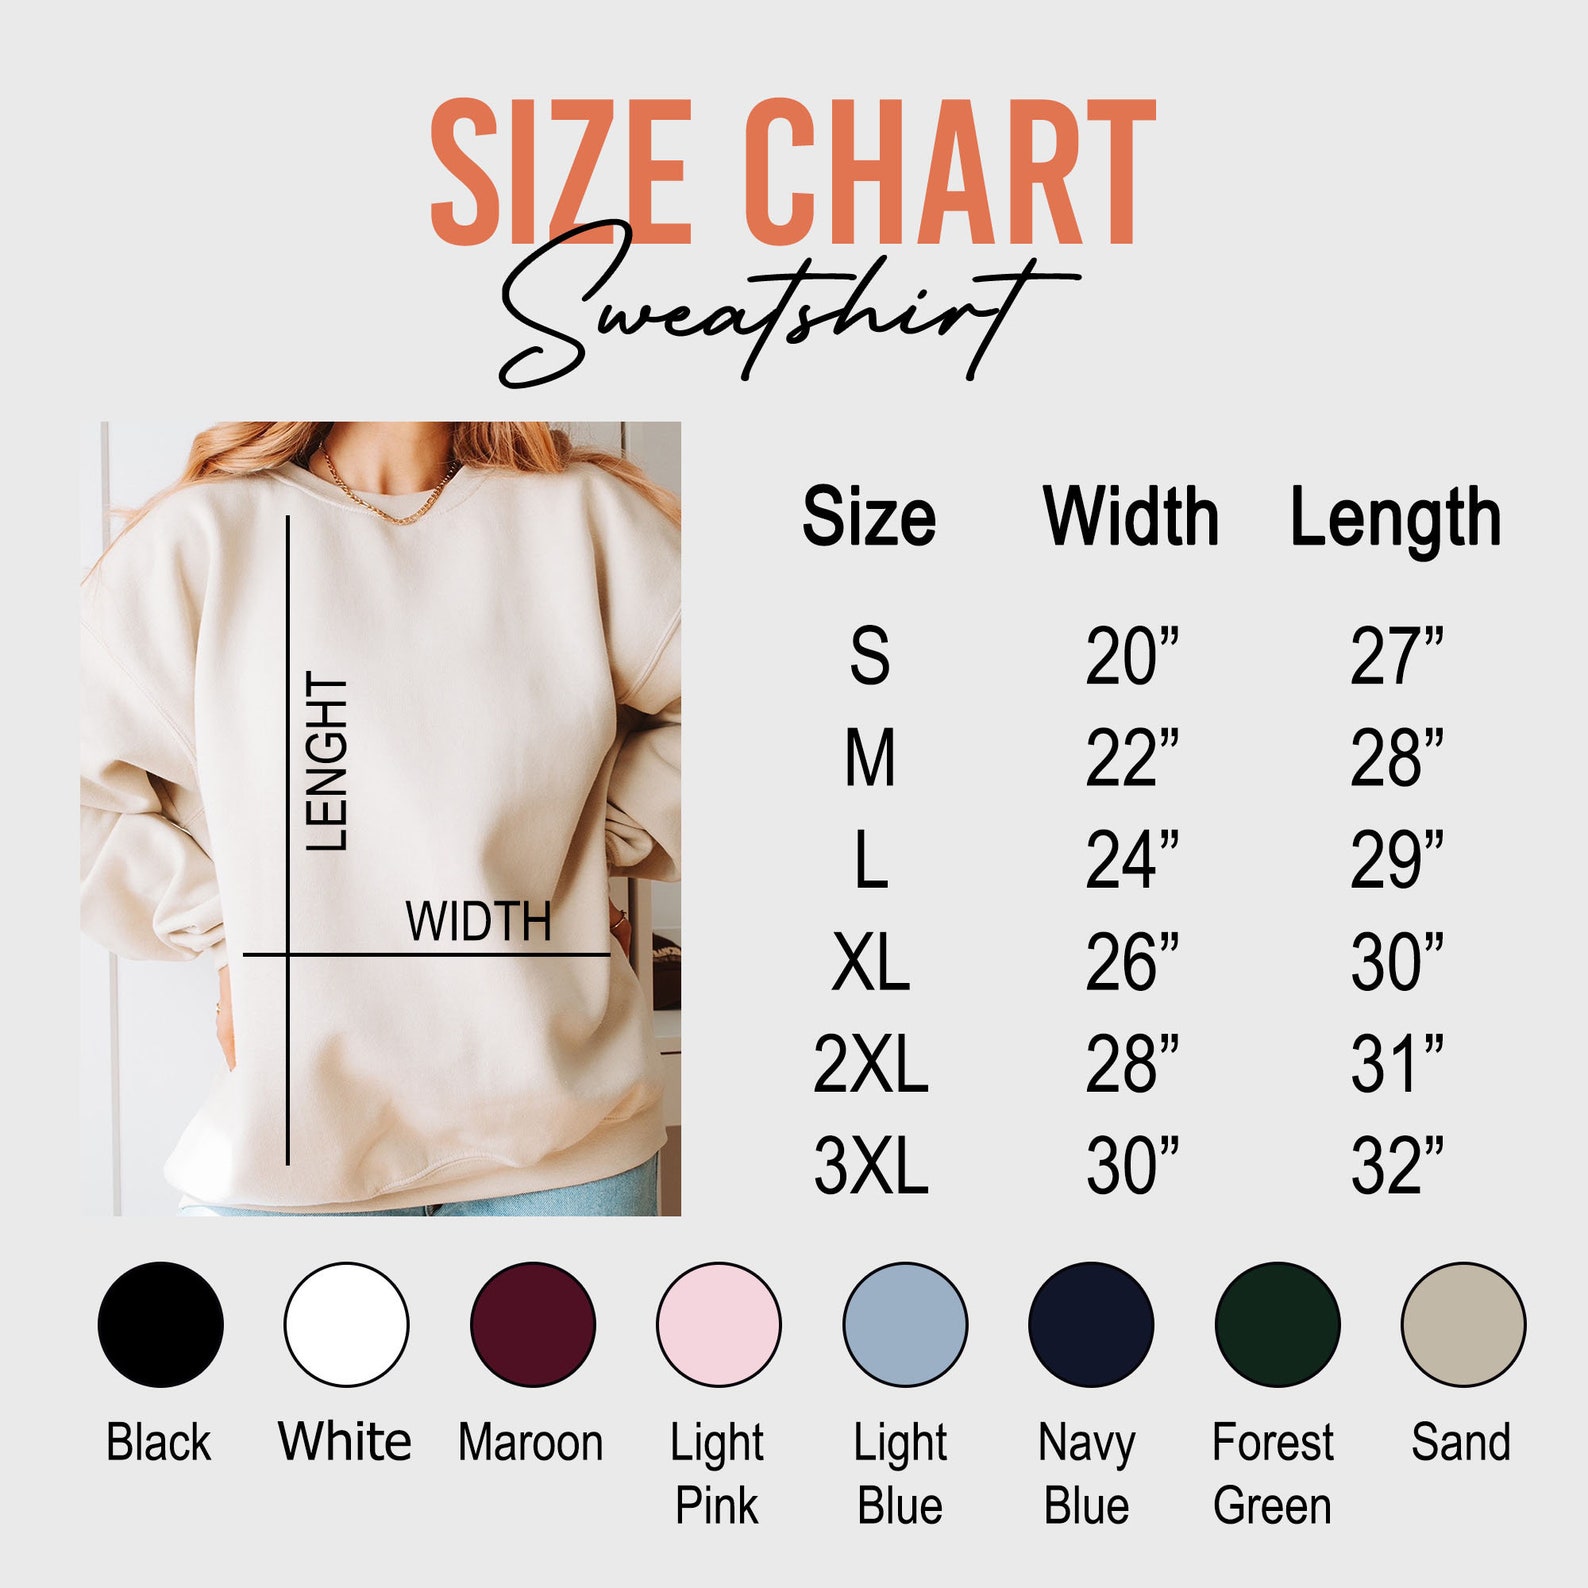 SIZE CHART
Sweatshirt
LENGHT
WIDTH
Size Width Length
S 20” 27”
M 22” 28”
L 24” 29”
XL 26” 30”
2XL 28” 31”
3XL 30” 32”
Black White Maroon Light Pink Light Blue Navy Blue Forest Green Sand